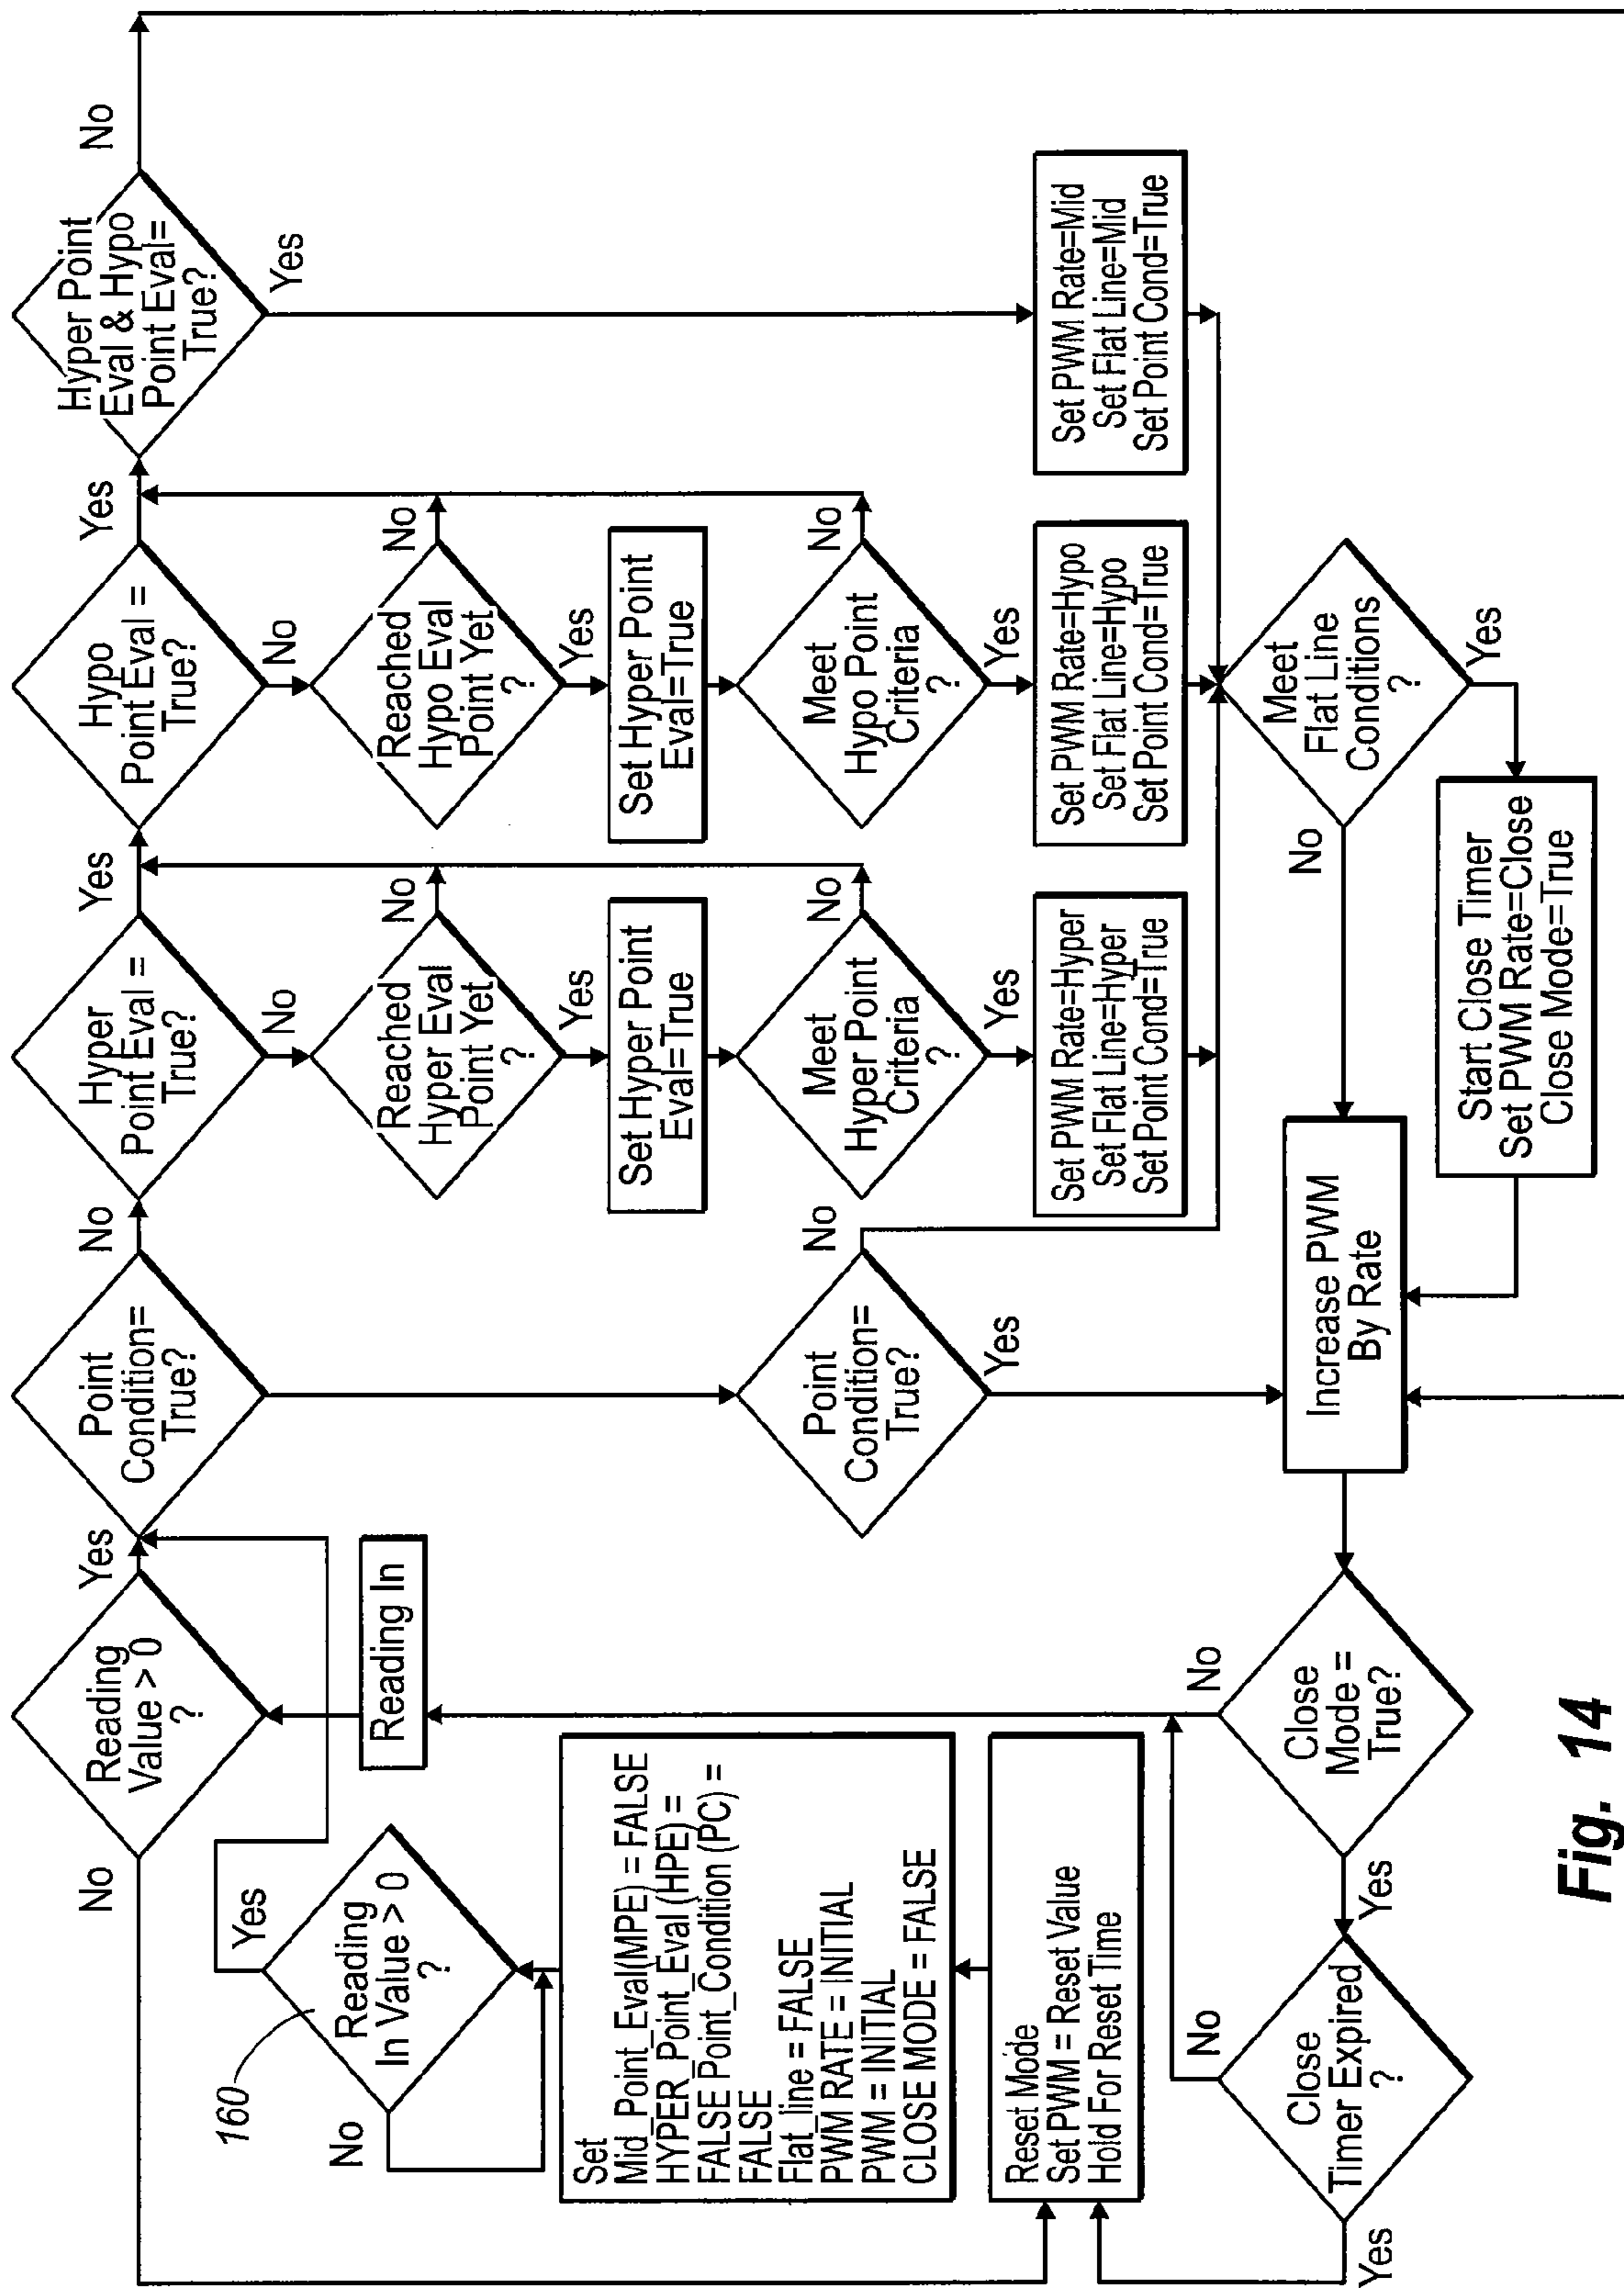 No
Reading
Value > 0
?
Yes
Point
Condition=
True?
No
Hyper
Point Eval =
True?
Yes
Hypo
Point Eval =
True?
Yes
Hyper Point
Eval & Hypo
Point Eval=
True?
No
Yes
160
No
Reading
In Value > 0
?
Yes
Reading In
No
Reached
Hyper Eval
Point Yet
?
No
Yes
No
Reached
Hypo Eval
Point Yet
?
No
Yes
Set Hyper Point
Eval=True
Set Hyper Point
Eval=True
Set
Mid_Point_Eval(MPE) = FALSE
HYPER_Point_Eval (HPE) =
FALSE Point_Condition (PC) =
FALSE
Flat_line = FALSE
PWM RATE = INITIAL
PWM = INITIAL
CLOSE MODE = FALSE
Point
Condition=
True?
No
Yes
Meet
Hyper Point
Criteria
?
No
Yes
Meet
Hypo Point
Criteria
?
No
Yes
Reset Mode
Set PWM = Reset Value
Hold For Reset Time
Set PWM Rate=Hyper
Set Flat Line=Hyper
Set Point Cond=True
Set PWM Rate=Hypo
Set Flat Line=Hypo
Set Point Cond=True
Set PWM Rate=Mid
Set Flat Line=Mid
Set Point Cond=True
Yes
Close
Timer Expired
?
No
Yes
Close
Mode =
True?
No
Increase PWM
By Rate
No
Meet
Flat Line
Conditions
?
Yes
Start Close Timer
Set PWM Rate=Close
Close Mode=True
Fig. 14